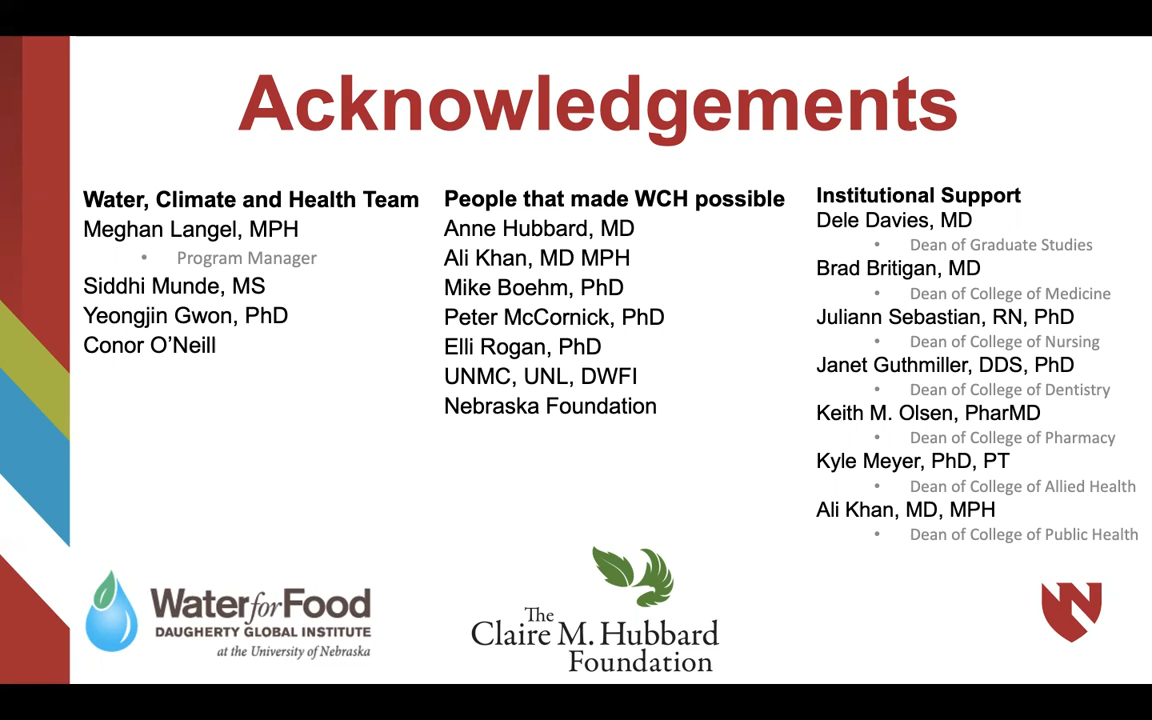 Acknowledgements
Water, Climate and Health Team
Meghan Langel, MPH
• Program Manager
Siddhi Munde, MS
Yeongjin Gwon, PhD
Conor O’Neill
People that made WCH possible
Anne Hubbard, MD
Ali Khan, MD MPH
Mike Boehm, PhD
Peter McCornick, PhD
Elli Rogan, PhD
UNMC, UNL, DWFI
Nebraska Foundation
Institutional Support
Dele Davies, MD
• Dean of Graduate Studies
Brad Britigan, MD
• Dean of College of Medicine
Juliann Sebastian, RN, PhD
• Dean of College of Nursing
Janet Guthmiller, DDS, PhD
• Dean of College of Dentistry
Keith M. Olsen, PharMD
• Dean of College of Pharmacy
Kyle Meyer, PhD, PT
• Dean of College of Allied Health
Ali Khan, MD, MPH
• Dean of College of Public Health
Water for Food
DAUGHERTY GLOBAL INSTITUTE
at the University of Nebraska
The
Claire M. Hubbard
Foundation
N